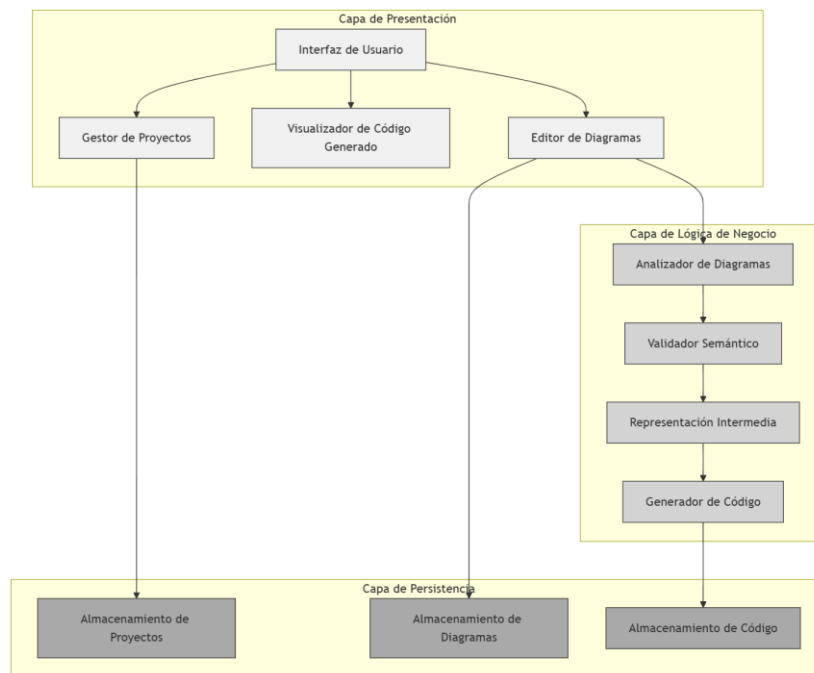 Capa de Presentación
Interfaz de Usuario
Gestor de Proyectos
Visualizador de Código
Generado
Editor de Diagramas
Capa de Lógica de Negocio
Analizador de Diagramas
Validador Semántico
Representación Intermedia
Generador de Código
Capa de Persistencia
Almacenamiento de
Proyectos
Almacenamiento de
Diagramas
Almacenamiento de Código